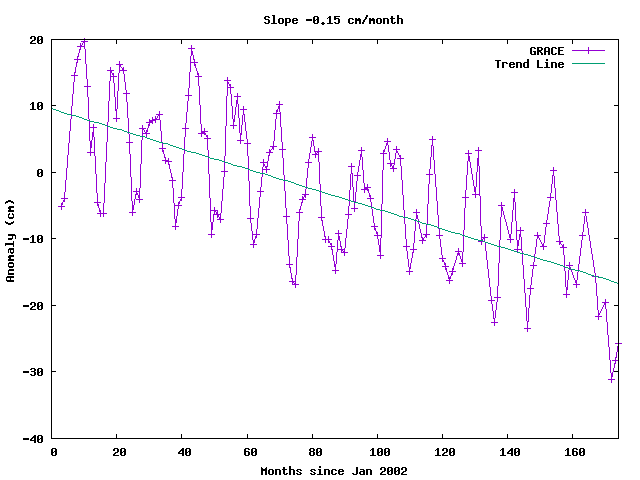 Slope -0.15 cm/month
GRACE
Trend Line
20
10
0
-10
-20
-30
-40
Anomaly (cm)
0 20 40 60 80 100 120 140 160
Months since Jan 2002